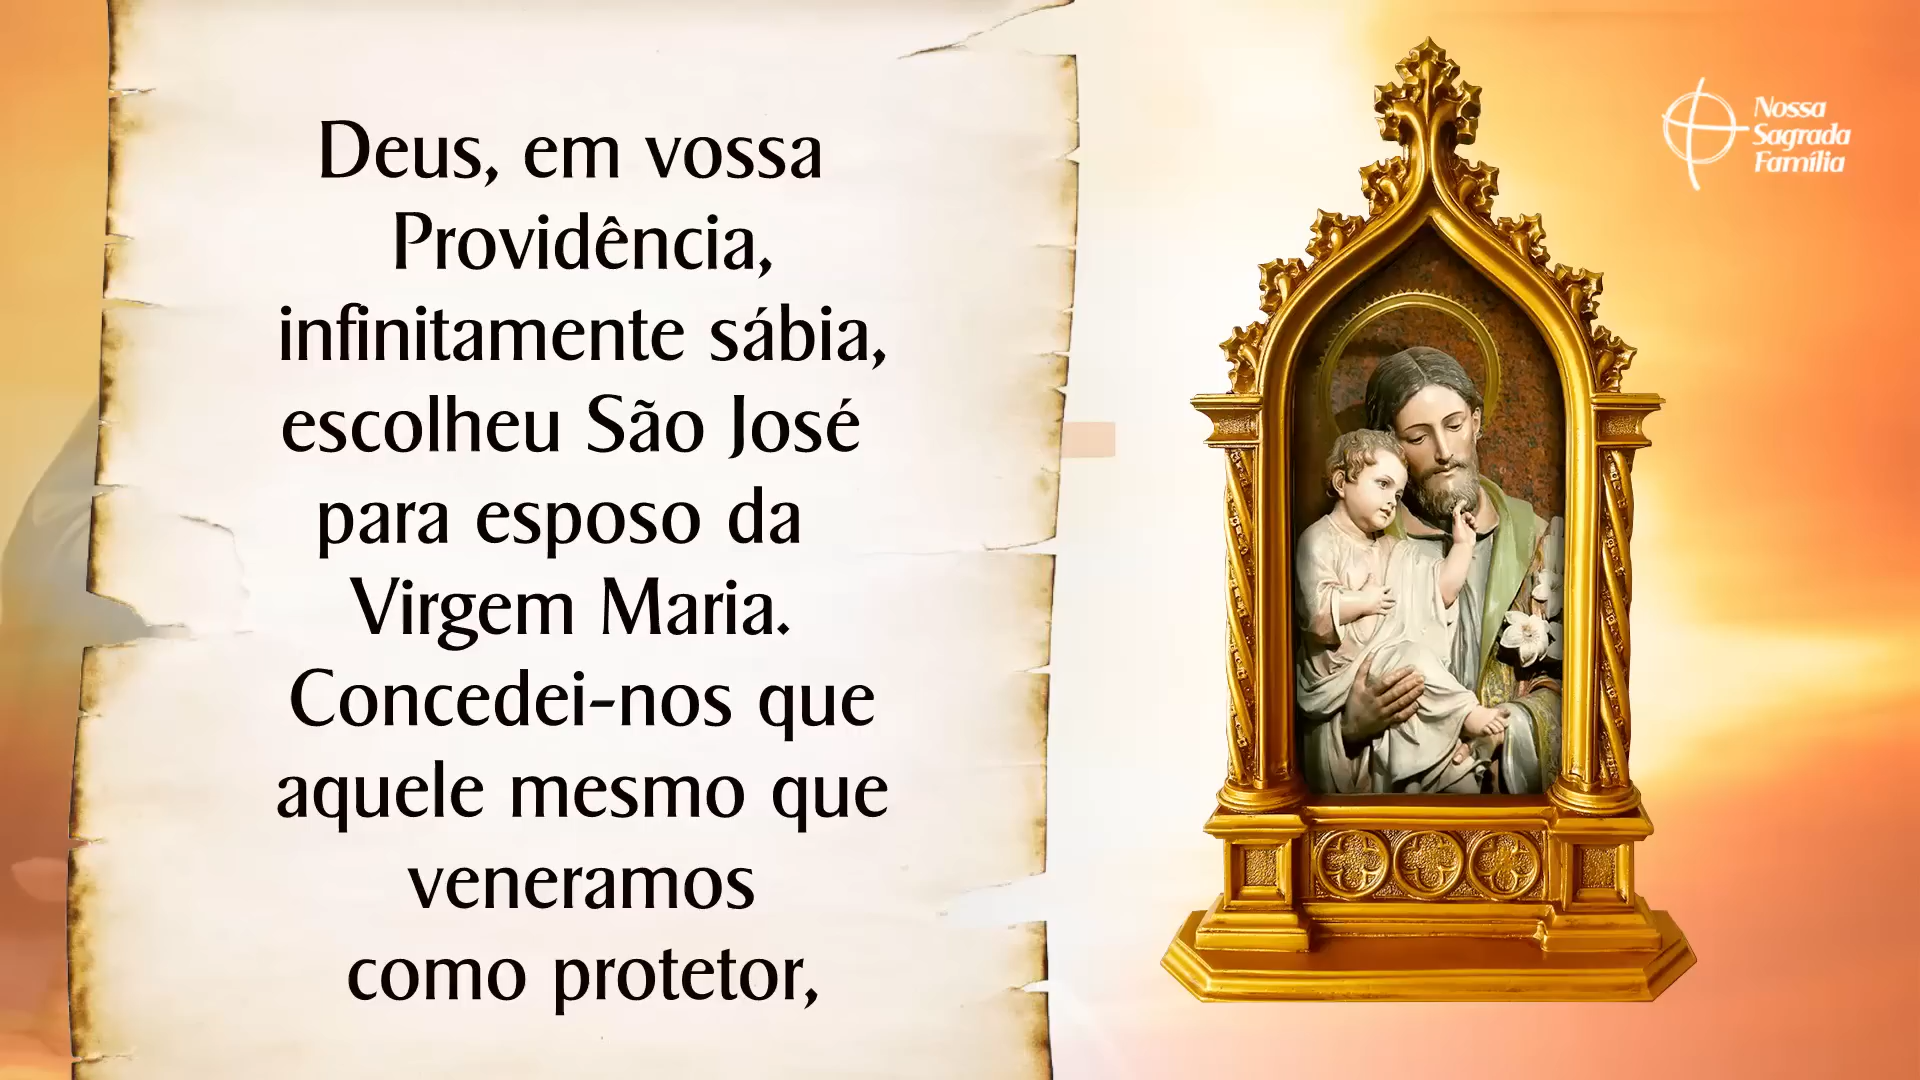 Deus, em vossa
Providência,
infinitamente sábia,
escolheu São José
para esposo da
Virgem Maria.
Concedei-nos que
aquele mesmo que
veneramos
como protetor,
Nossa
Sagrada
Família